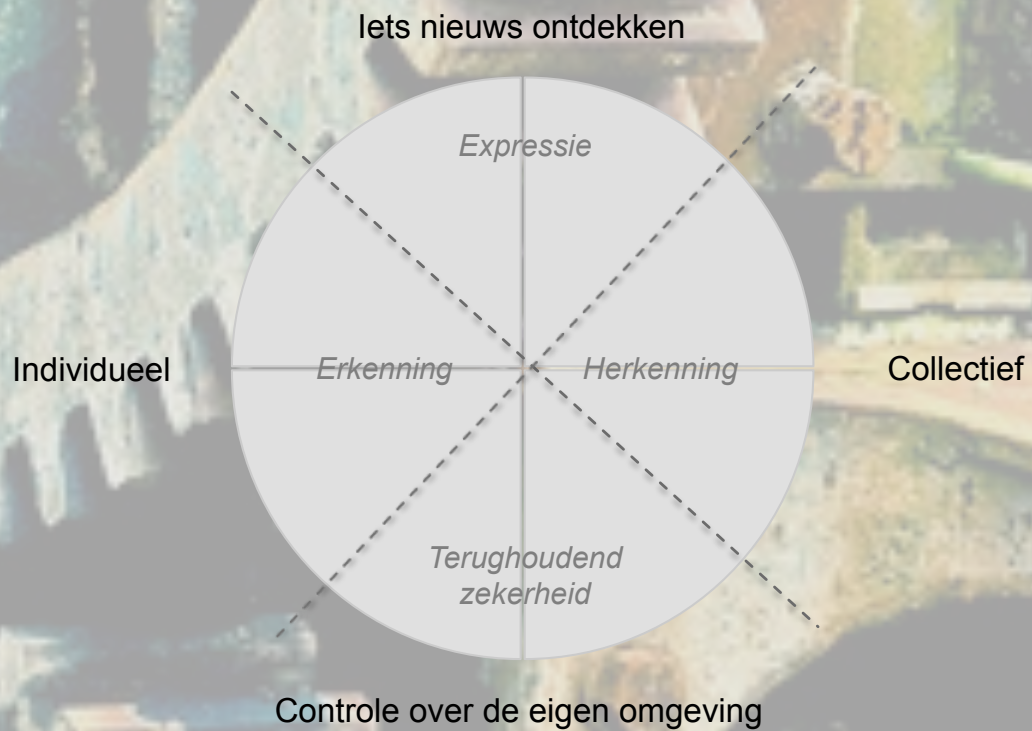 Iets nieuws ontdekken
Expressie
Individueel
Erkenning
Herkenning
Collectief
Terughoudend
zekerheid
Controle over de eigen omgeving